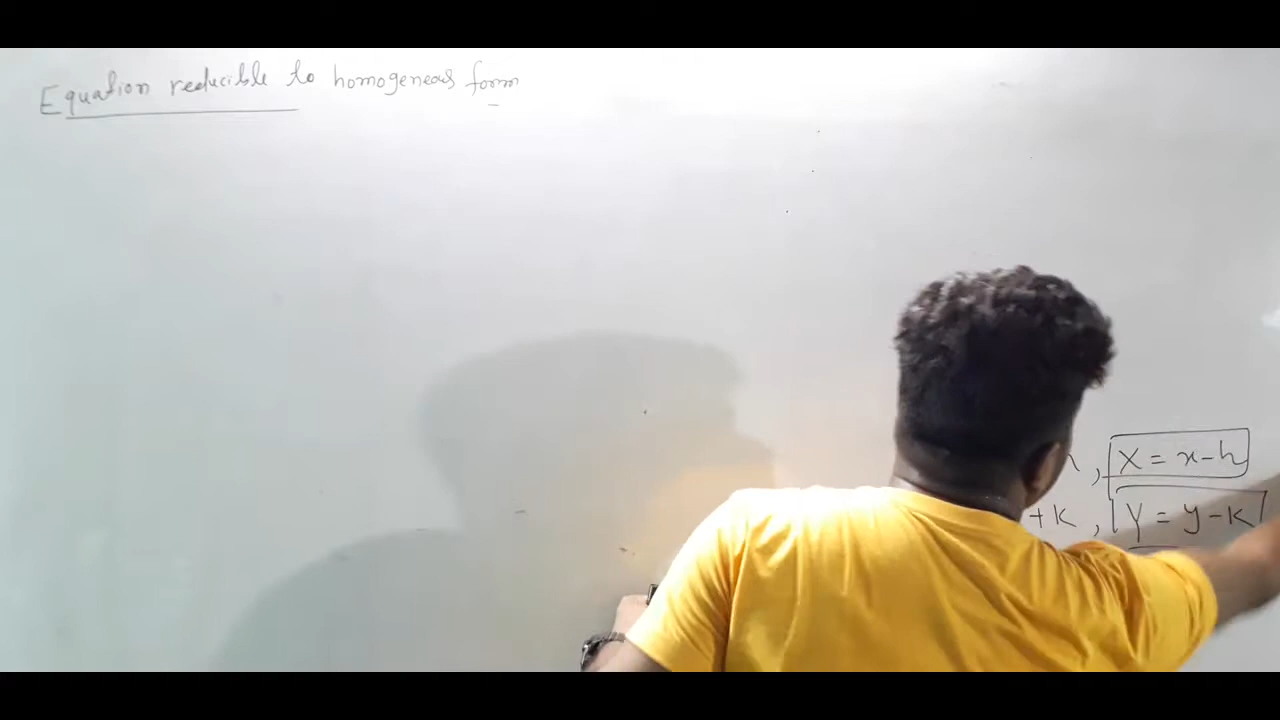 Equation reducible to homogeneous form
, X = x-h
+k , Y = y-k